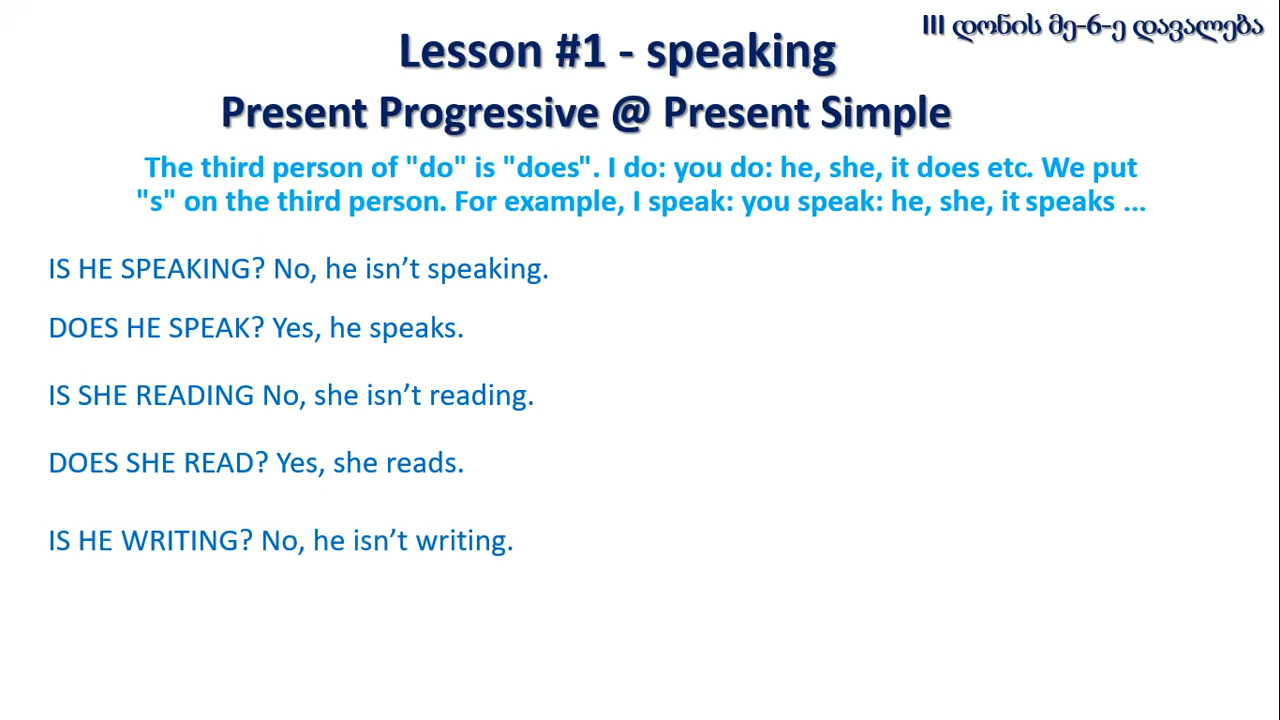 III დონის მე-6-ე დავალება
Lesson #1 - speaking
Present Progressive @ Present Simple
The third person of "do" is "does". I do: you do: he, she, it does etc. We put
"s" on the third person. For example, I speak: you speak: he, she, it speaks ...
IS HE SPEAKING? No, he isn’t speaking.
DOES HE SPEAK? Yes, he speaks.
IS SHE READING No, she isn’t reading.
DOES SHE READ? Yes, she reads.
IS HE WRITING? No, he isn’t writing.